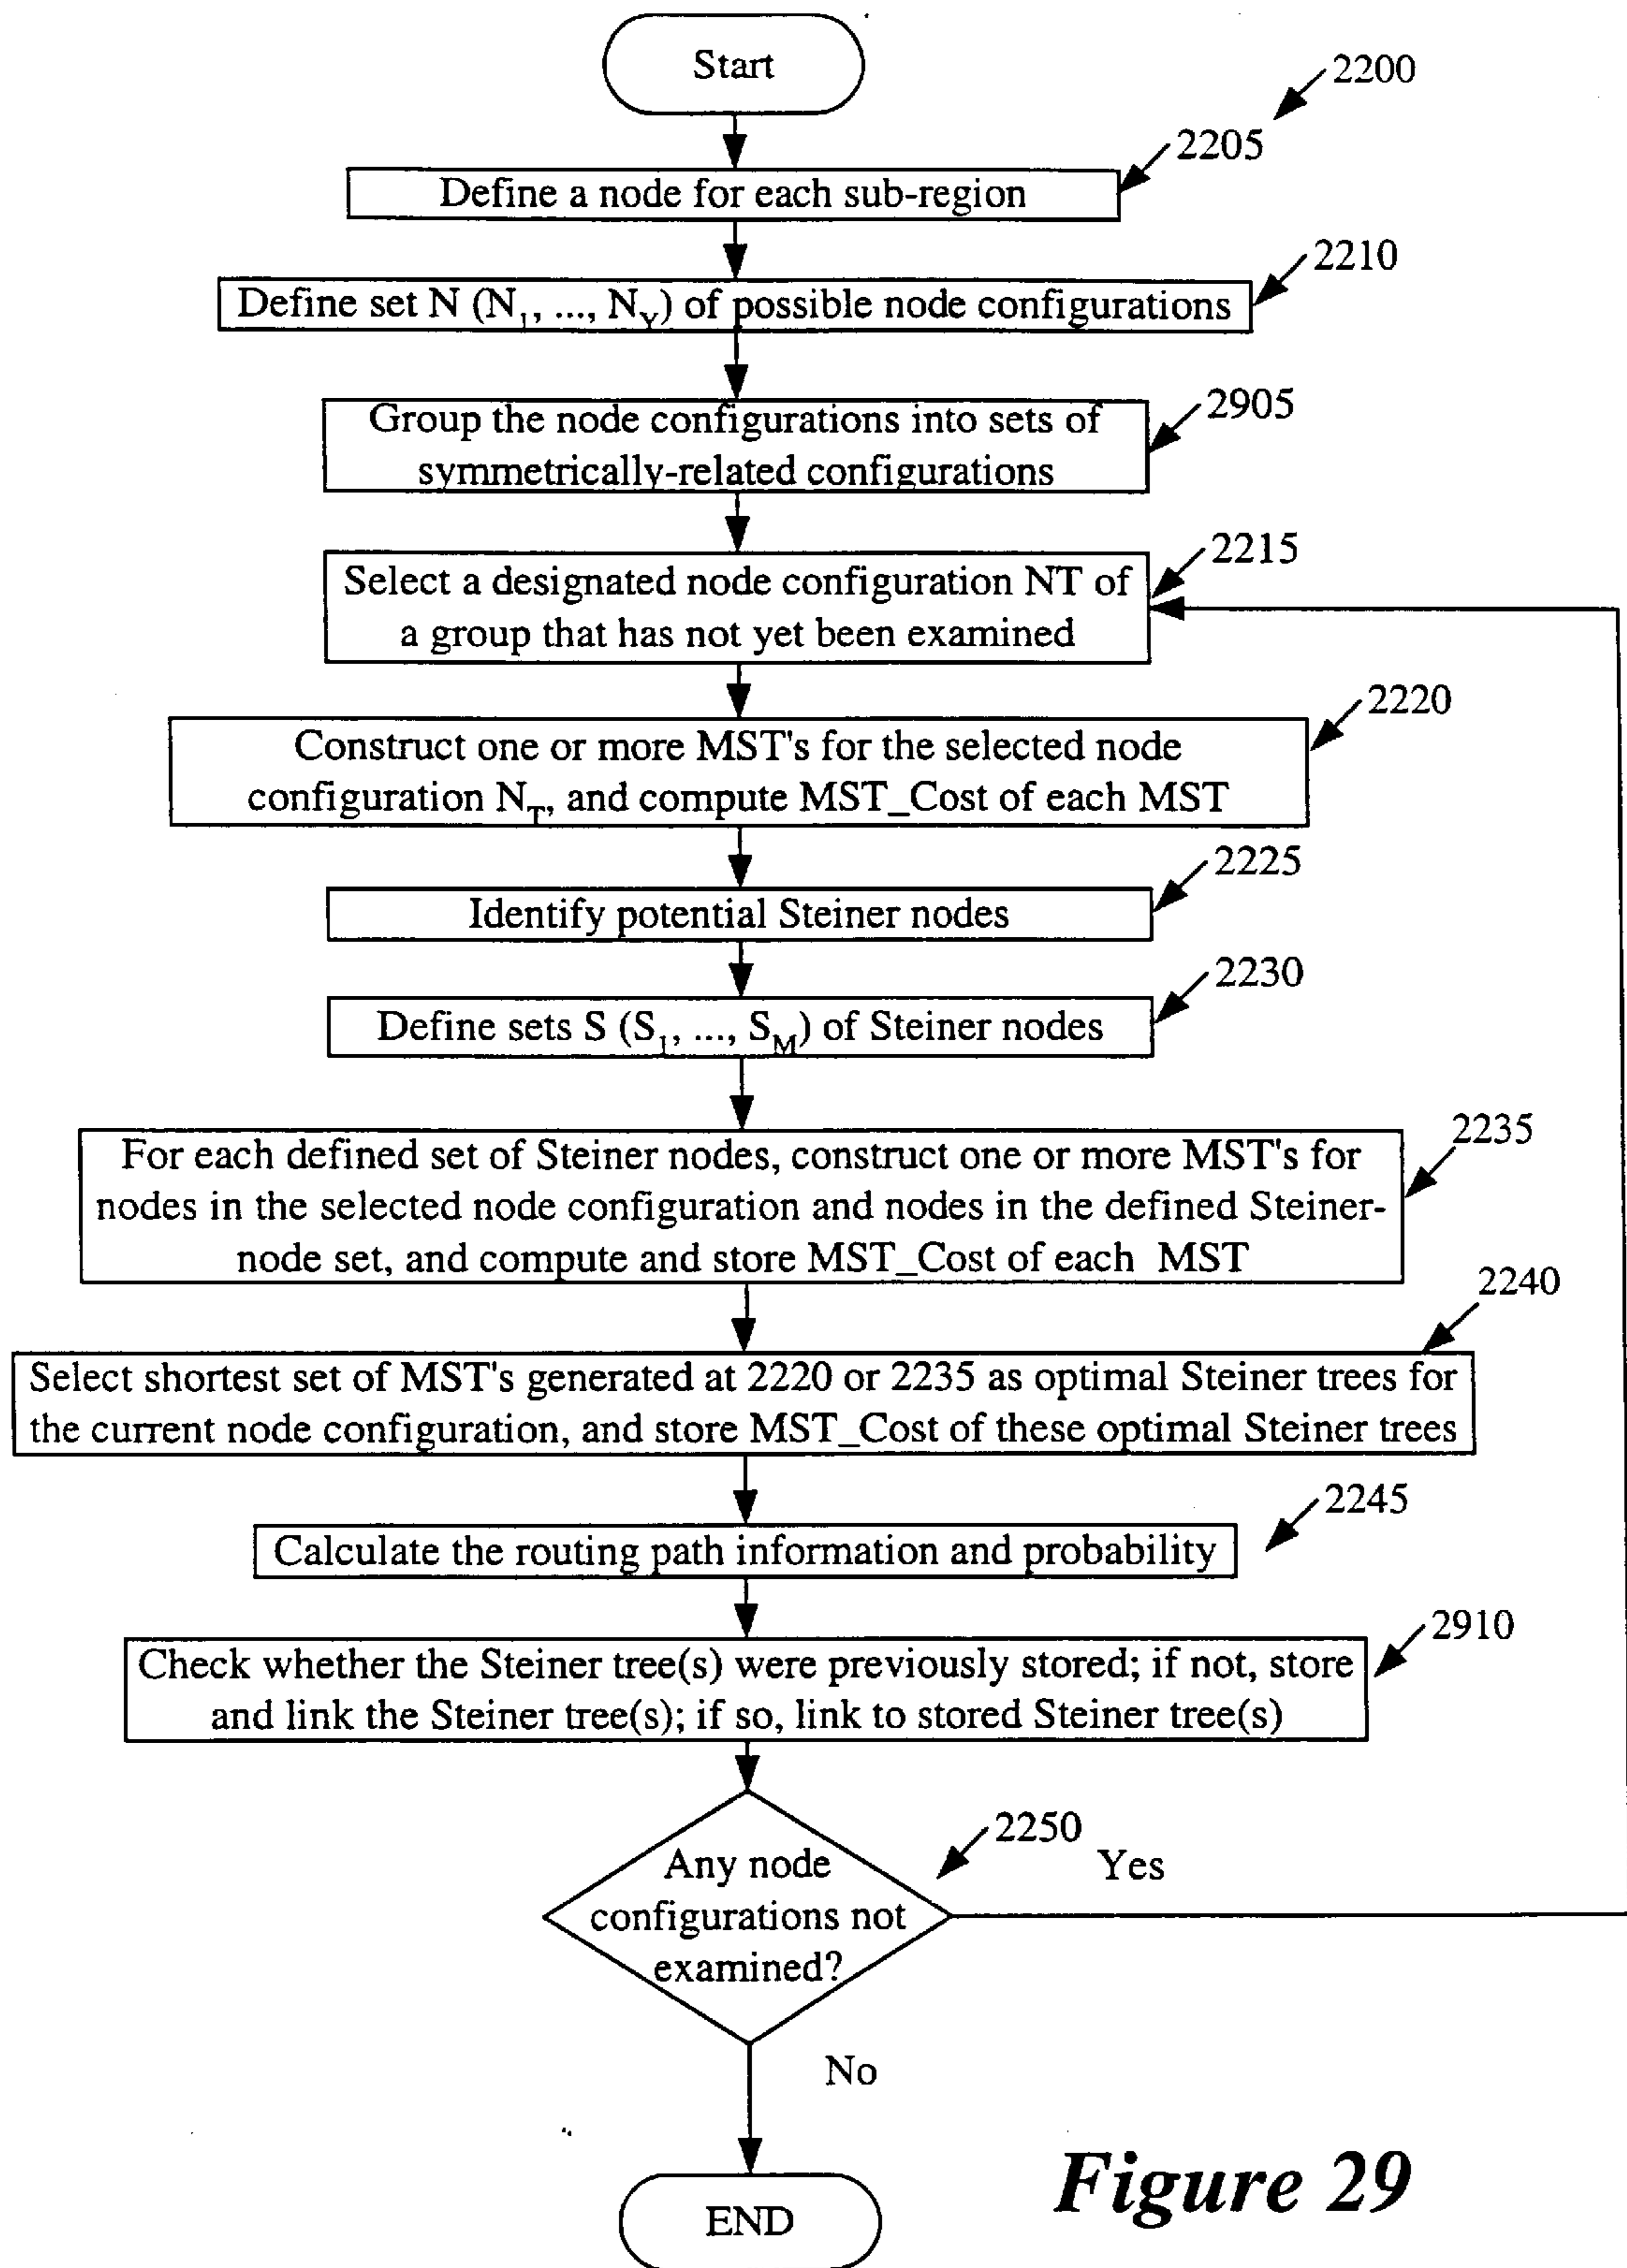 Start
2200
2205
Define a node for each sub-region
2210
Define set N (N1, ..., NY) of possible node configurations
2905
Group the node configurations into sets of
symmetrically-related configurations
2215
Select a designated node configuration NT of
a group that has not yet been examined
2220
Construct one or more MST's for the selected node
configuration NT, and compute MST_Cost of each MST
2225
Identify potential Steiner nodes
2230
Define sets S (S1, ..., SM) of Steiner nodes
2235
For each defined set of Steiner nodes, construct one or more MST's for
nodes in the selected node configuration and nodes in the defined Steiner-
node set, and compute and store MST_Cost of each MST
2240
Select shortest set of MST's generated at 2220 or 2235 as optimal Steiner trees for
the current node configuration, and store MST_Cost of these optimal Steiner trees
2245
Calculate the routing path information and probability
2910
Check whether the Steiner tree(s) were previously stored; if not, store
and link the Steiner tree(s); if so, link to stored Steiner tree(s)
2250
Yes
Any node
configurations not
examined?
No
END
Figure 29